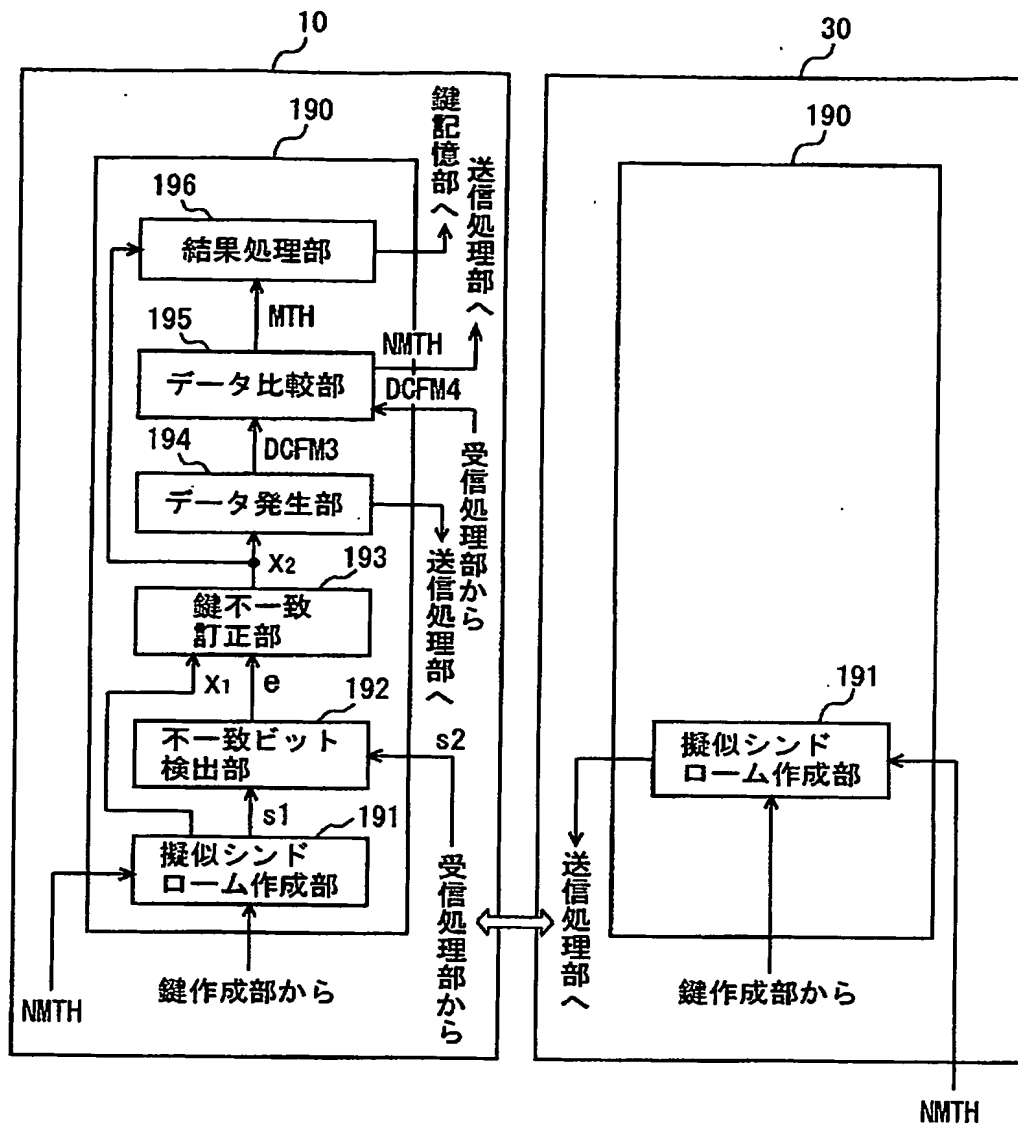 10
30
190
190
鍵記憶部へ
送信処理部へ
196
結果処理部
MTH
195
NMTH
データ比較部
DCFM4
194
DCFM3
データ発生部
受信処理部から
送信処理部へ
X2
193
鍵不一致
訂正部
X1
e
192
不一致ビット
検出部
s2
s1
191
擬似シンド
ローム作成部
受信処理部から
NMTH
鍵作成部から
191
擬似シンド
ローム作成部
送信処理部へ
鍵作成部から
NMTH